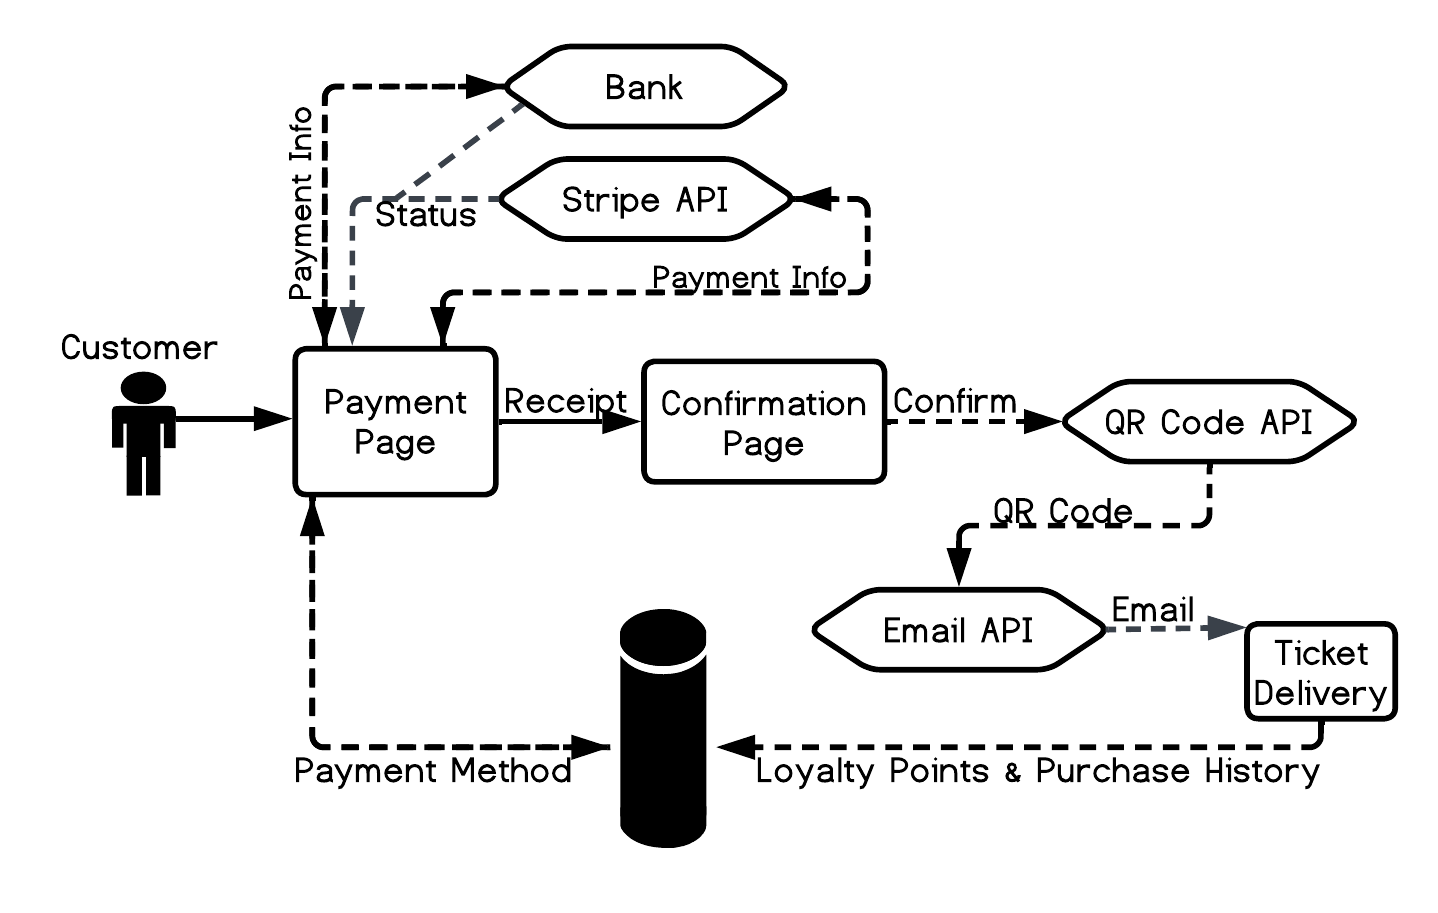 Bank
Payment Info
Stripe API
Status
Payment Info
Customer
Payment
Page
Receipt
Confirmation
Page
Confirm
QR Code API
QR Code
Email API
Email
Ticket
Delivery
Payment Method
Loyalty Points & Purchase History